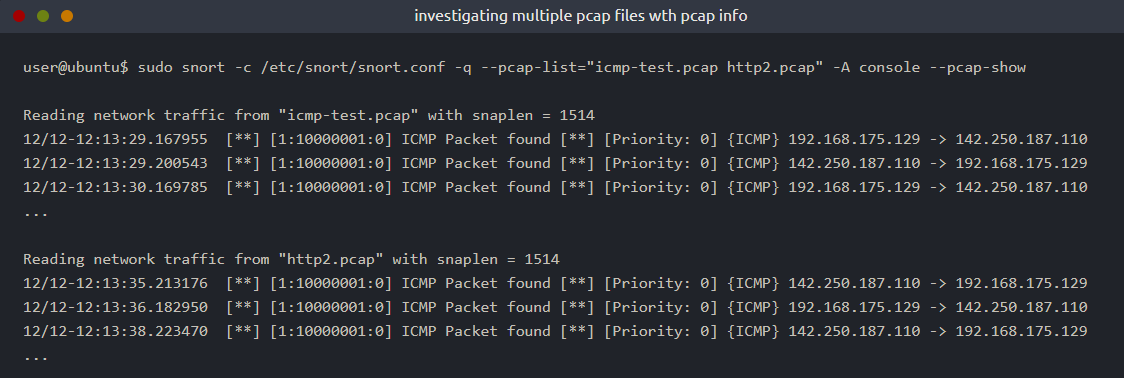 investigating multiple pcap files wth pcap info
user@ubuntu$ sudo snort -c /etc/snort/snort.conf -q --pcap-list="icmp-test.pcap http2.pcap" -A console --pcap-show
Reading network traffic from "icmp-test.pcap" with snaplen = 1514
12/12-12:13:29.167955  [**] [1:10000001:0] ICMP Packet found [**] [Priority: 0] {ICMP} 192.168.175.129 -> 142.250.187.110
12/12-12:13:29.200543  [**] [1:10000001:0] ICMP Packet found [**] [Priority: 0] {ICMP} 142.250.187.110 -> 192.168.175.129
12/12-12:13:30.169785  [**] [1:10000001:0] ICMP Packet found [**] [Priority: 0] {ICMP} 192.168.175.129 -> 142.250.187.110
...
Reading network traffic from "http2.pcap" with snaplen = 1514
12/12-12:13:35.213176  [**] [1:10000001:0] ICMP Packet found [**] [Priority: 0] {ICMP} 142.250.187.110 -> 192.168.175.129
12/12-12:13:36.182950  [**] [1:10000001:0] ICMP Packet found [**] [Priority: 0] {ICMP} 192.168.175.129 -> 142.250.187.110
12/12-12:13:38.223470  [**] [1:10000001:0] ICMP Packet found [**] [Priority: 0] {ICMP} 142.250.187.110 -> 192.168.175.129
...